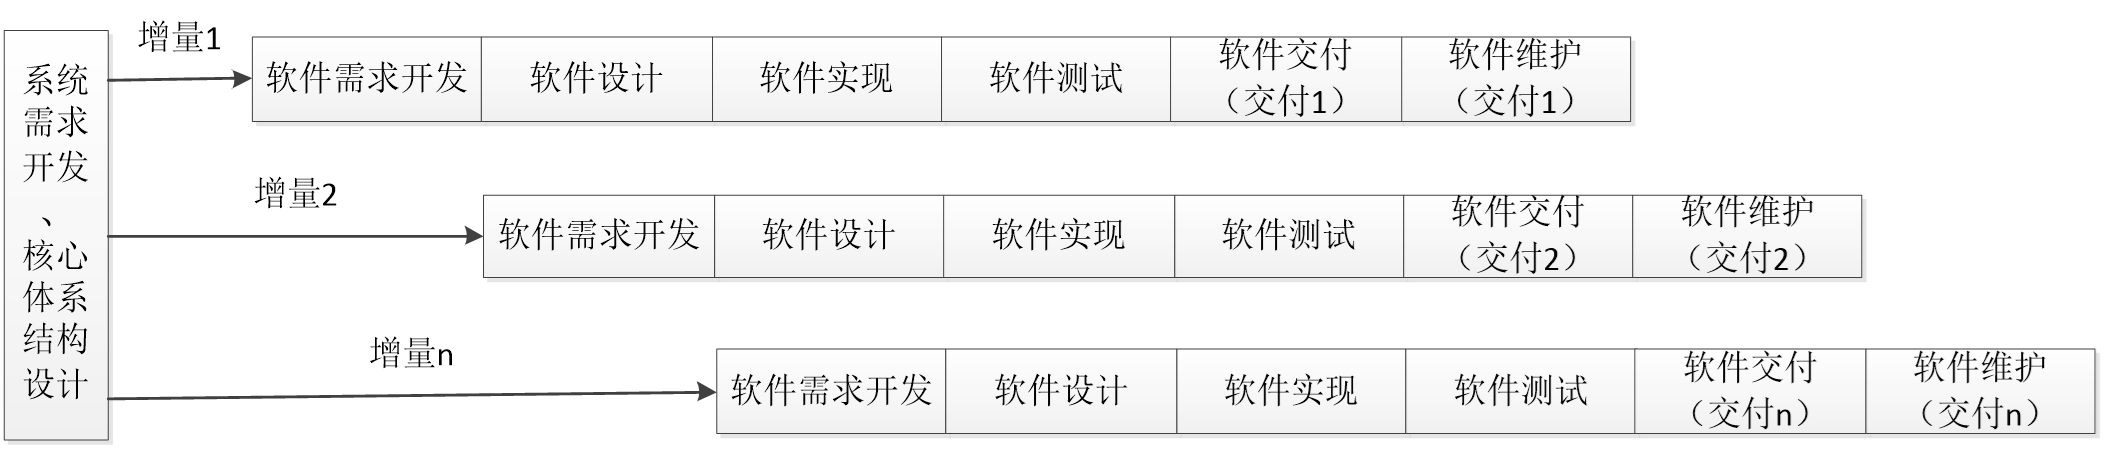 系统
需求
开发
、
核心
体系
结构
设计
增量1
软件需求开发
软件设计
软件实现
软件测试
软件交付
（交付1）
软件维护
（交付1）
增量2
软件需求开发
软件设计
软件实现
软件测试
软件交付
（交付2）
软件维护
（交付2）
增量n
软件需求开发
软件设计
软件实现
软件测试
软件交付
（交付n）
软件维护
（交付n）